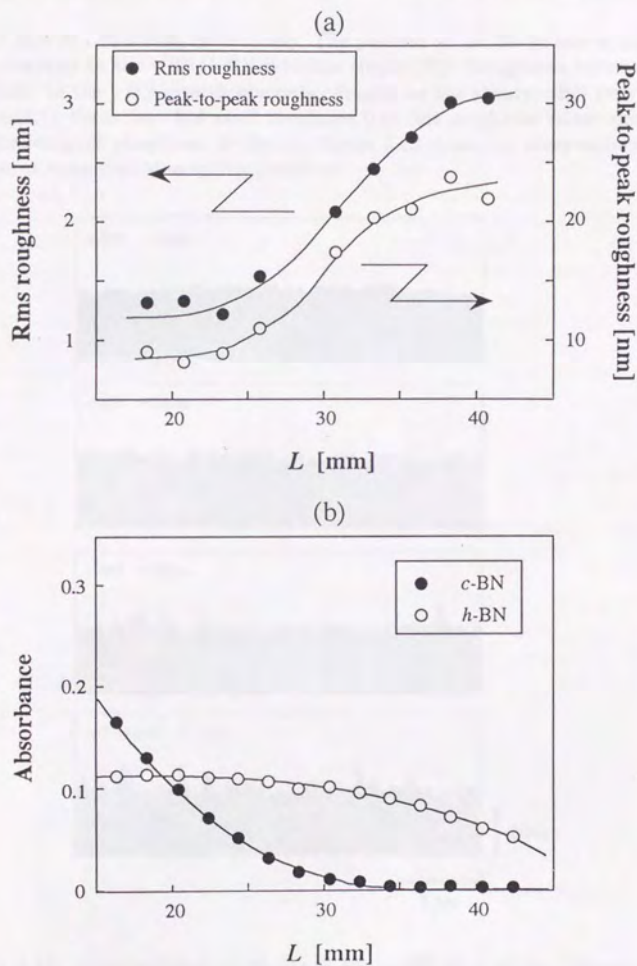 (a)
Rms roughness
Peak-to-peak roughness
Rms roughness [nm]
3
2
1
Peak-to-peak roughness [nm]
30
20
10
20
30
40
L [mm]
(b)
c-BN
h-BN
Absorbance
0.3
0.2
0.1
0
20
30
40
L [mm]